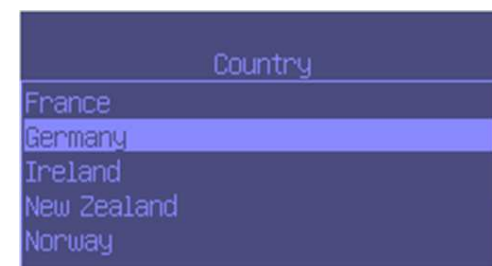 Country
France
Germany
Ireland
New Zealand
Norway